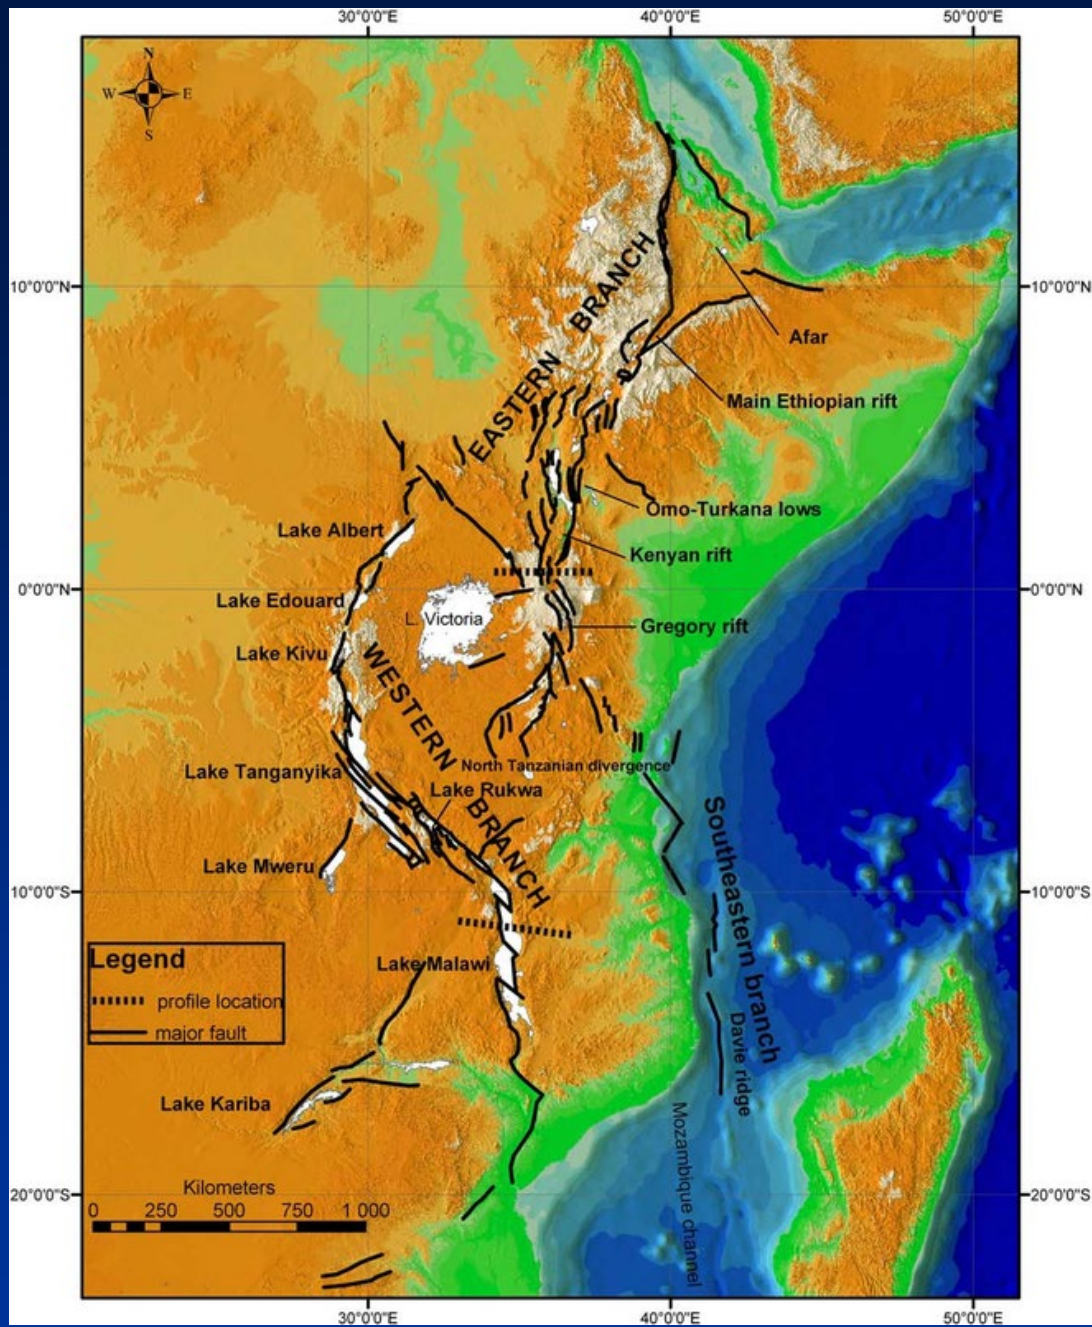 30°0'0"E
40°0'0"E
50°0'0"E
N
W
E
S
EASTERN BRANCH
10°0'0"N
10°0'0"N
Afar
Main Ethiopian rift
Omo-Turkana lows
Lake Albert
Kenyan rift
0°0'0"N
0°0'0"N
Lake Edouard
L. Victoria
Gregory rift
Lake Kivu
WESTERN BRANCH
North Tanzanian divergence
Lake Tanganyika
Lake Rukwa
Southeastern branch
Lake Mweru
10°0'0"S
10°0'0"S
Legend
profile location
major fault
Lake Malawi
Davie ridge
Lake Kariba
Mozambique channel
Kilometers
20°0'0"S
20°0'0"S
0 250 500 750 1 000
30°0'0"E
40°0'0"E
50°0'0"E